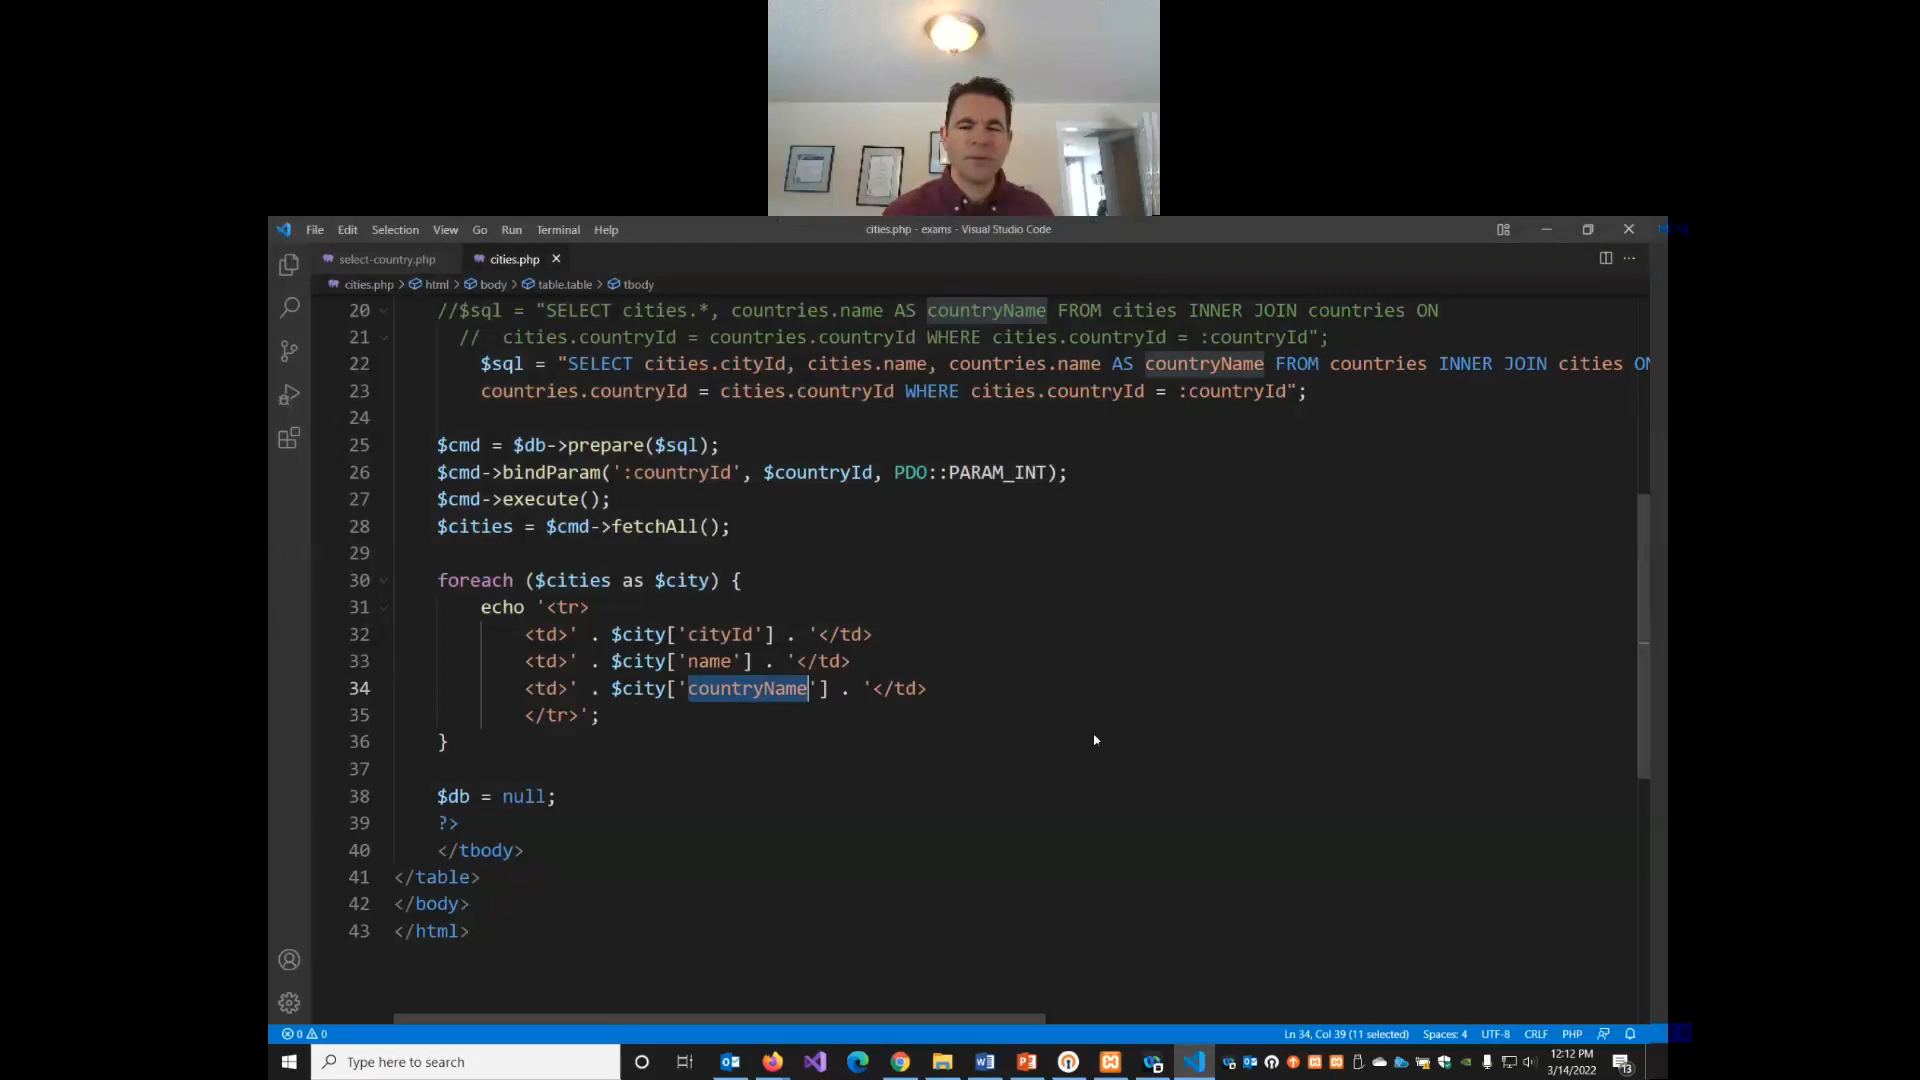 File Edit Selection View Go Run Terminal Help
cities.php - exams - Visual Studio Code
select-country.php
cities.php
cities.php > html > body > table.table > tbody
20 //$sql = "SELECT cities.*, countries.name AS countryName FROM cities INNER JOIN countries ON
21 // cities.countryId = countries.countryId WHERE cities.countryId = :countryId";
22 $sql = "SELECT cities.cityId, cities.name, countries.name AS countryName FROM countries INNER JOIN cities ON
23 countries.countryId = cities.countryId WHERE cities.countryId = :countryId";
24
25 $cmd = $db->prepare($sql);
26 $cmd->bindParam(':countryId', $countryId, PDO::PARAM_INT);
27 $cmd->execute();
28 $cities = $cmd->fetchAll();
29
30 foreach ($cities as $city) {
31 echo '<tr>
32 <td>' . $city['cityId'] . '</td>
33 <td>' . $city['name'] . '</td>
34 <td>' . $city['countryName'] . '</td>
35 </tr>';
36 }
37
38 $db = null;
39 ?>
40 </tbody>
41 </table>
42 </body>
43 </html>
0 0
Ln 34, Col 39 (11 selected) Spaces: 4 UTF-8 CRLF PHP
Type here to search
12:12 PM
3/14/2022
13